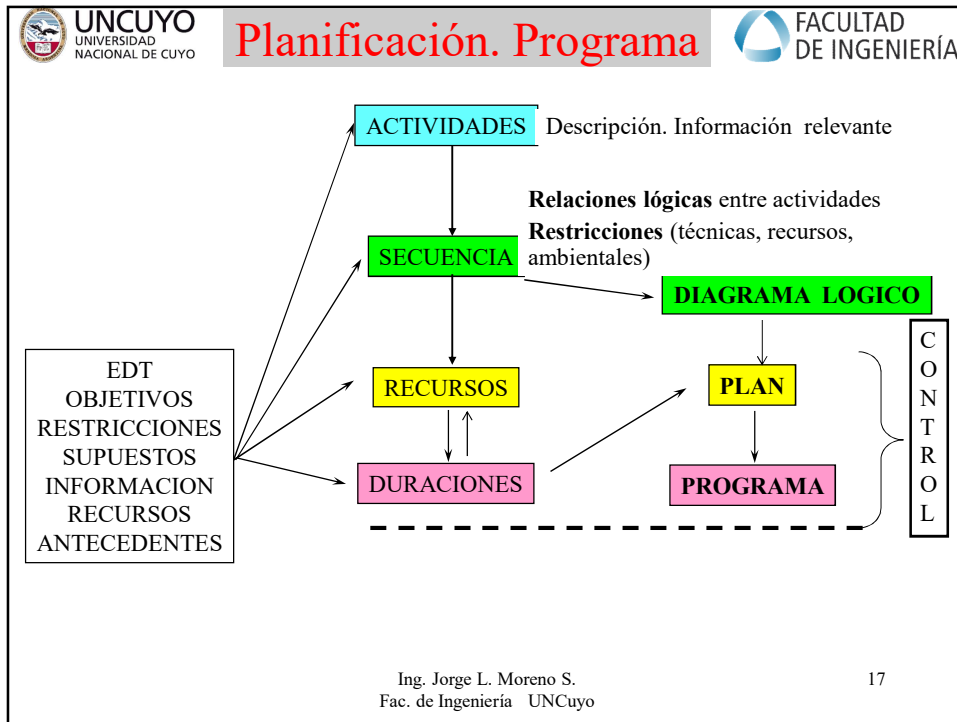 UNCUYO
UNIVERSIDAD
NACIONAL DE CUYO
Planificación. Programa
FACULTAD
DE INGENIERÍA
ACTIVIDADES
Descripción. Información relevante
Relaciones lógicas entre actividades
Restricciones (técnicas, recursos,
ambientales)
SECUENCIA
DIAGRAMA LOGICO
EDT
OBJETIVOS
RESTRICCIONES
SUPUESTOS
INFORMACION
RECURSOS
ANTECEDENTES
RECURSOS
PLAN
DURACIONES
PROGRAMA
C
O
N
T
R
O
L
Ing. Jorge L. Moreno S.
Fac. de Ingeniería UNCuyo
17